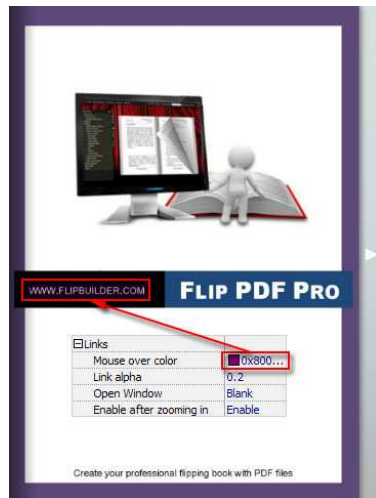 WWW.FLIPBUILDER.COM FLIP PDF PRO
Links
Mouse over color 0x800...
Link alpha 0.2
Open Window Blank
Enable after zooming in Enable
Create your professional flipping book with PDF files